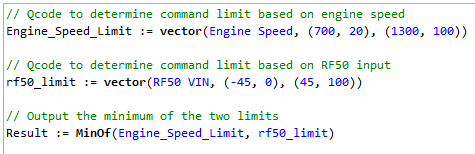 // Qcode to determine command limit based on engine speed
Engine_Speed_Limit := vector(Engine Speed, (700, 20), (1300, 100))
// Qcode to determine command limit based on RF50 input
rf50_limit := vector(RF50 VIN, (-45, 0), (45, 100))
// Output the minimum of the two limits
Result := MinOf(Engine_Speed_Limit, rf50_limit)